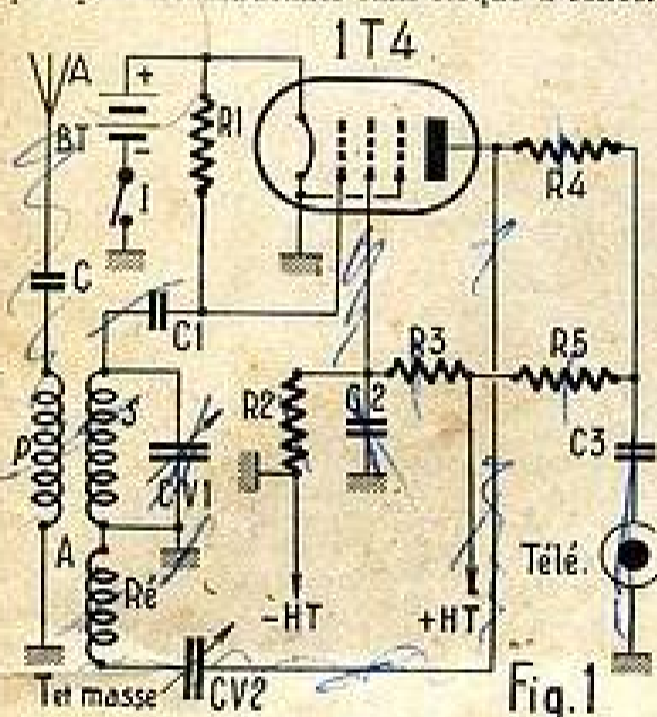 1T4
A
+
BT
-
I
R1
R4
C
C1
R3
R5
R2
C2
C3
P
S
CV1
A
Ré
Télé.
-HT
+HT
T et masse
CV2
Fig.1